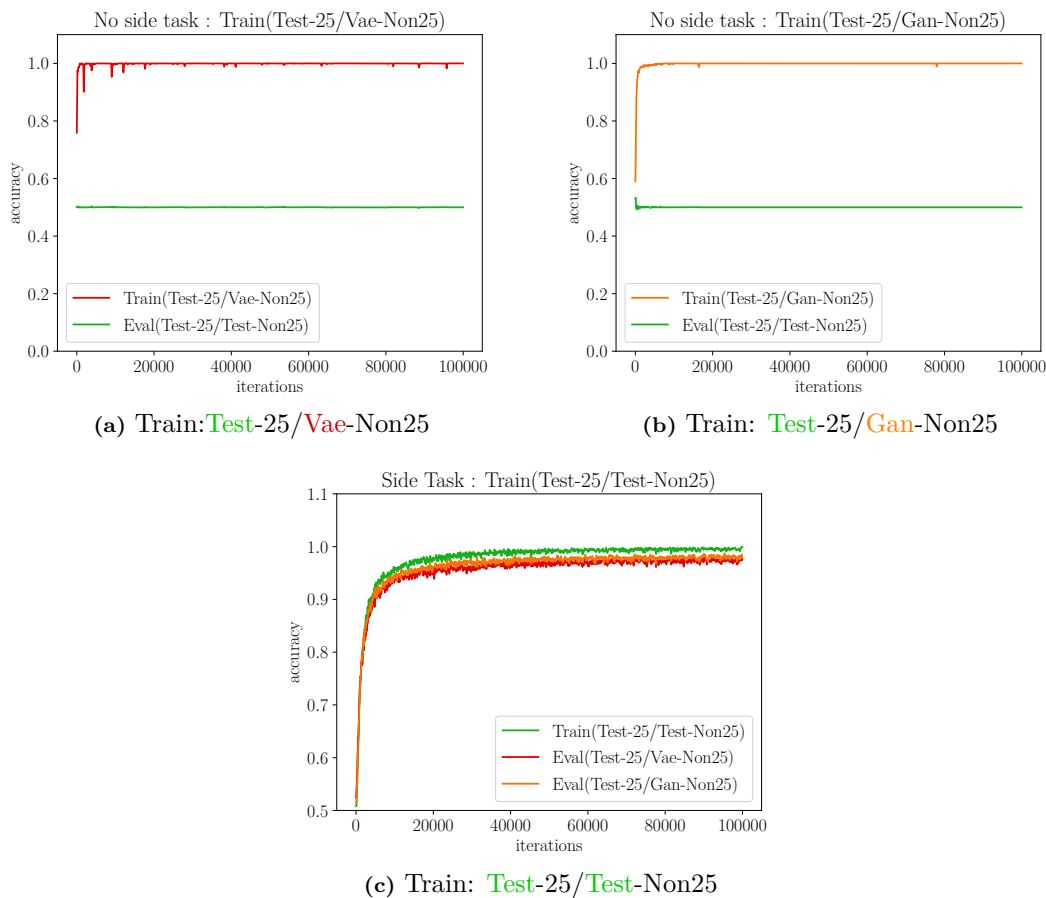 No side task : Train(Test-25/Vae-Non25)
1.0
0.8
0.6
0.4
0.2
0.0
accuracy
Train(Test-25/Vae-Non25)
Eval(Test-25/Test-Non25)
0 20000 40000 60000 80000 100000
iterations
(a) Train:Test-25/Vae-Non25
No side task : Train(Test-25/Gan-Non25)
1.0
0.8
0.6
0.4
0.2
0.0
accuracy
Train(Test-25/Gan-Non25)
Eval(Test-25/Test-Non25)
0 20000 40000 60000 80000 100000
iterations
(b) Train: Test-25/Gan-Non25
Side Task : Train(Test-25/Test-Non25)
1.1
1.0
0.9
0.8
0.7
0.6
0.5
accuracy
Train(Test-25/Test-Non25)
Eval(Test-25/Vae-Non25)
Eval(Test-25/Gan-Non25)
0 20000 40000 60000 80000 100000
iterations
(c) Train: Test-25/Test-Non25